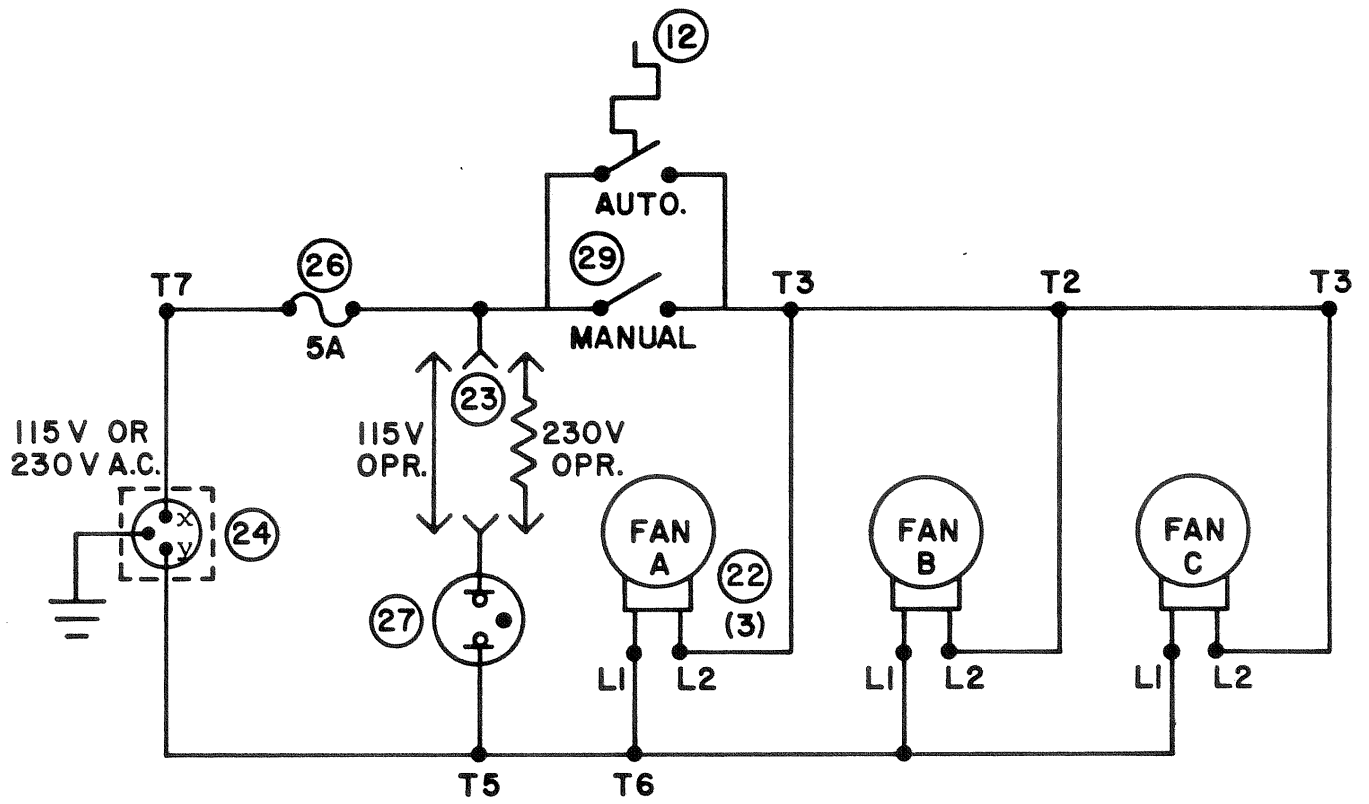 12
AUTO.
29
26
T7
T3
T2
T3
5A
MANUAL
23
115V OR
230V A.C.
115V
OPR.
230V
OPR.
x
y
24
FAN
A
FAN
B
FAN
C
22
(3)
27
L1 L2
L1 L2
L1 L2
T5
T6